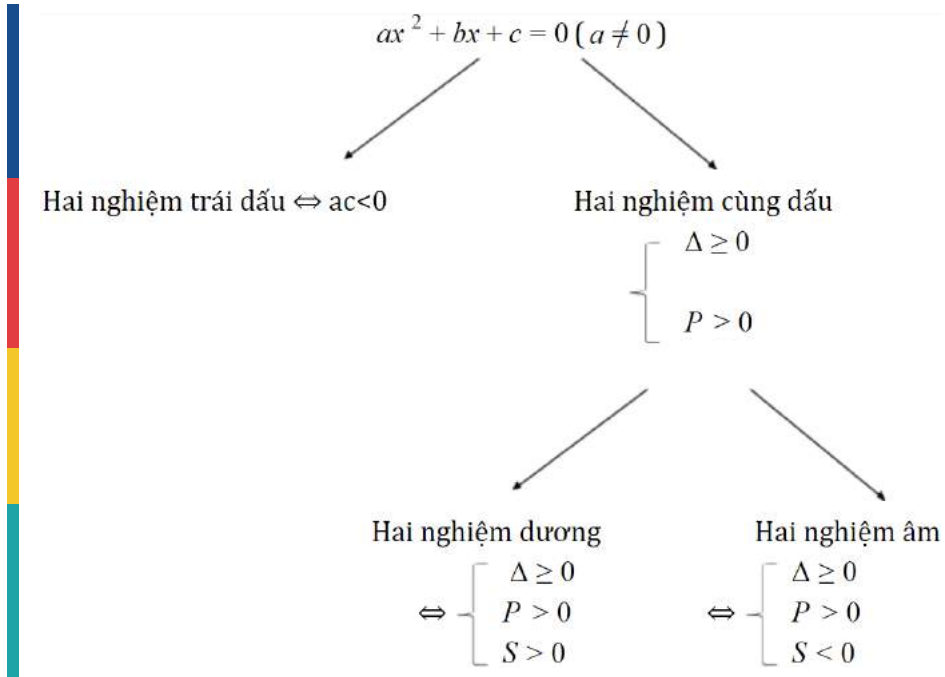 ax² + bx + c = 0 ( a ≠ 0 )
Hai nghiệm trái dấu ⇔ ac<0
Hai nghiệm cùng dấu
Δ ≥ 0
P > 0
Hai nghiệm dương
⇔
Δ ≥ 0
P > 0
S > 0
Hai nghiệm âm
⇔
Δ ≥ 0
P > 0
S < 0